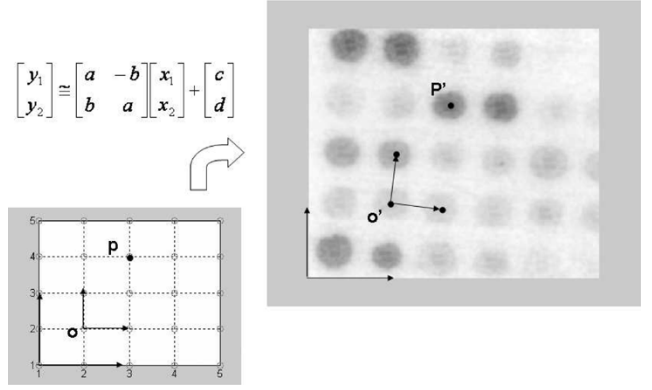 [y₁ y₂] ≅ [a −b b a] [x₁ x₂] + [c d]
P'
o'
5
4 p
3
2 o
1
1 2 3 4 5